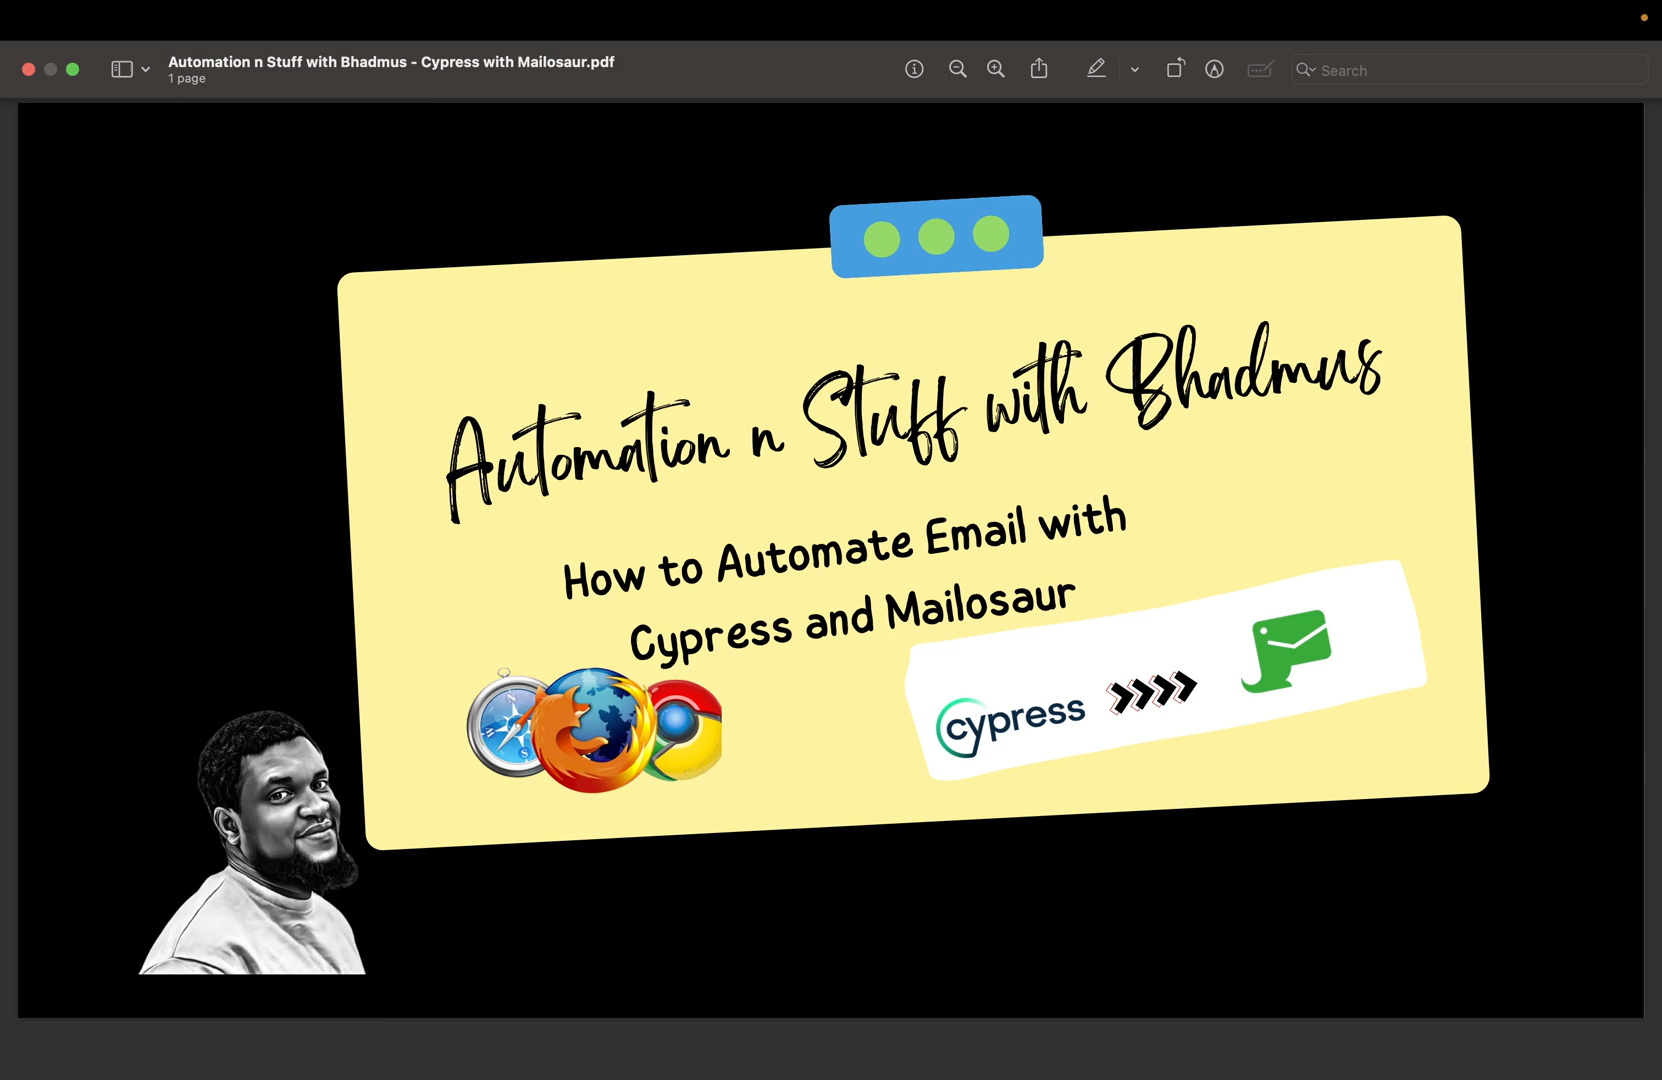 Automation n Stuff with Bhadmus - Cypress with Mailosaur.pdf
1 page
Search
Automation n Stuff with Bhadmus
How to Automate Email with
Cypress and Mailosaur
cypress
N
W
S